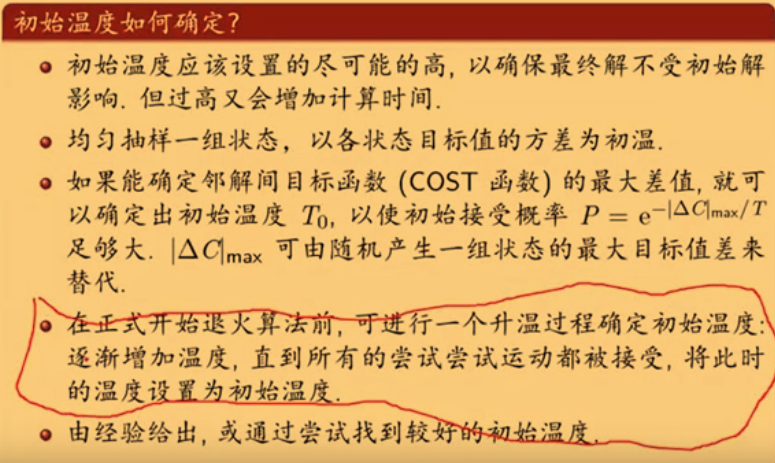 初始温度如何确定?
• 初始温度应该设置的尽可能的高, 以确保最终解不受初始解
影响. 但过高又会增加计算时间.
• 均匀抽样一组状态，以各状态目标值的方差为初温.
• 如果能确定邻解间目标函数 (COST 函数) 的最大差值, 就可
以确定出初始温度 T₀, 以使初始接受概率 P = e^{-|ΔC|max/T}
足够大. |ΔC|max 可由随机产生一组状态的最大目标值差来
替代.
• 在正式开始退火算法前, 可进行一个升温过程确定初始温度:
逐渐增加温度, 直到所有的尝试尝试运动都被接受, 将此时
的温度设置为初始温度.
• 由经验给出, 或通过尝试找到较好的初始温度.